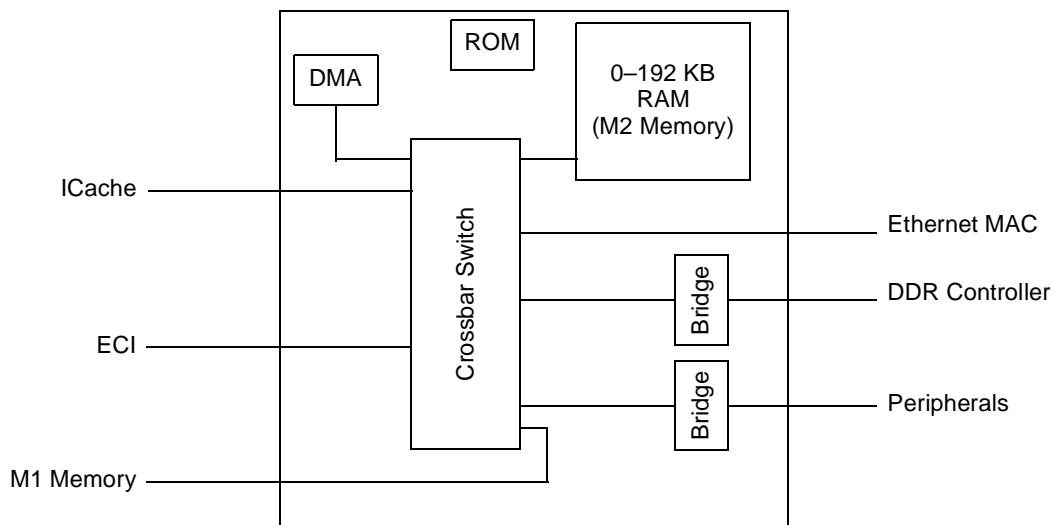 ROM
DMA
0–192 KB
RAM
(M2 Memory)
ICache
Ethernet MAC
Bridge
DDR Controller
Crossbar Switch
ECI
Bridge
Peripherals
M1 Memory